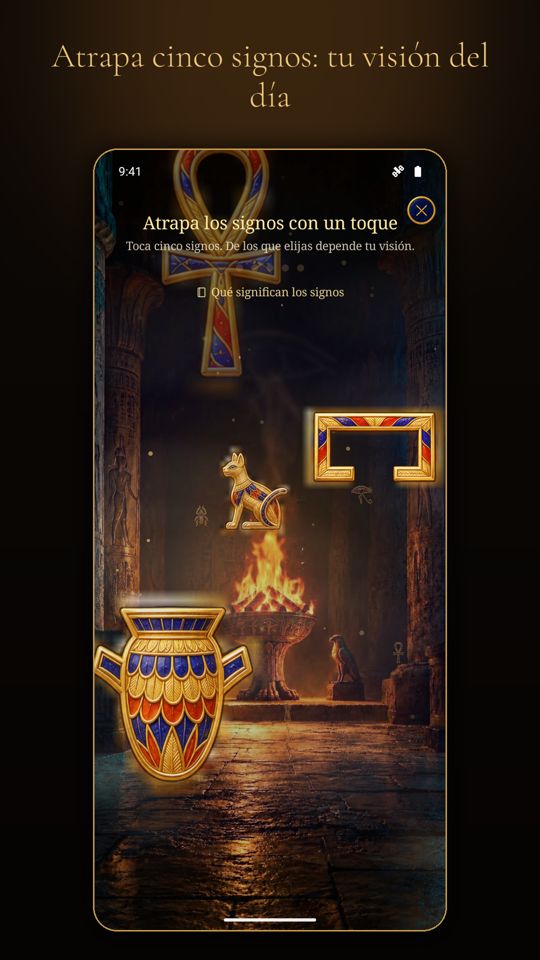 Atrapa cinco signos: tu visión del
día
9:41
Atrapa los signos con un toque
Toca cinco signos. De los que elijas depende tu visión.
Qué significan los signos